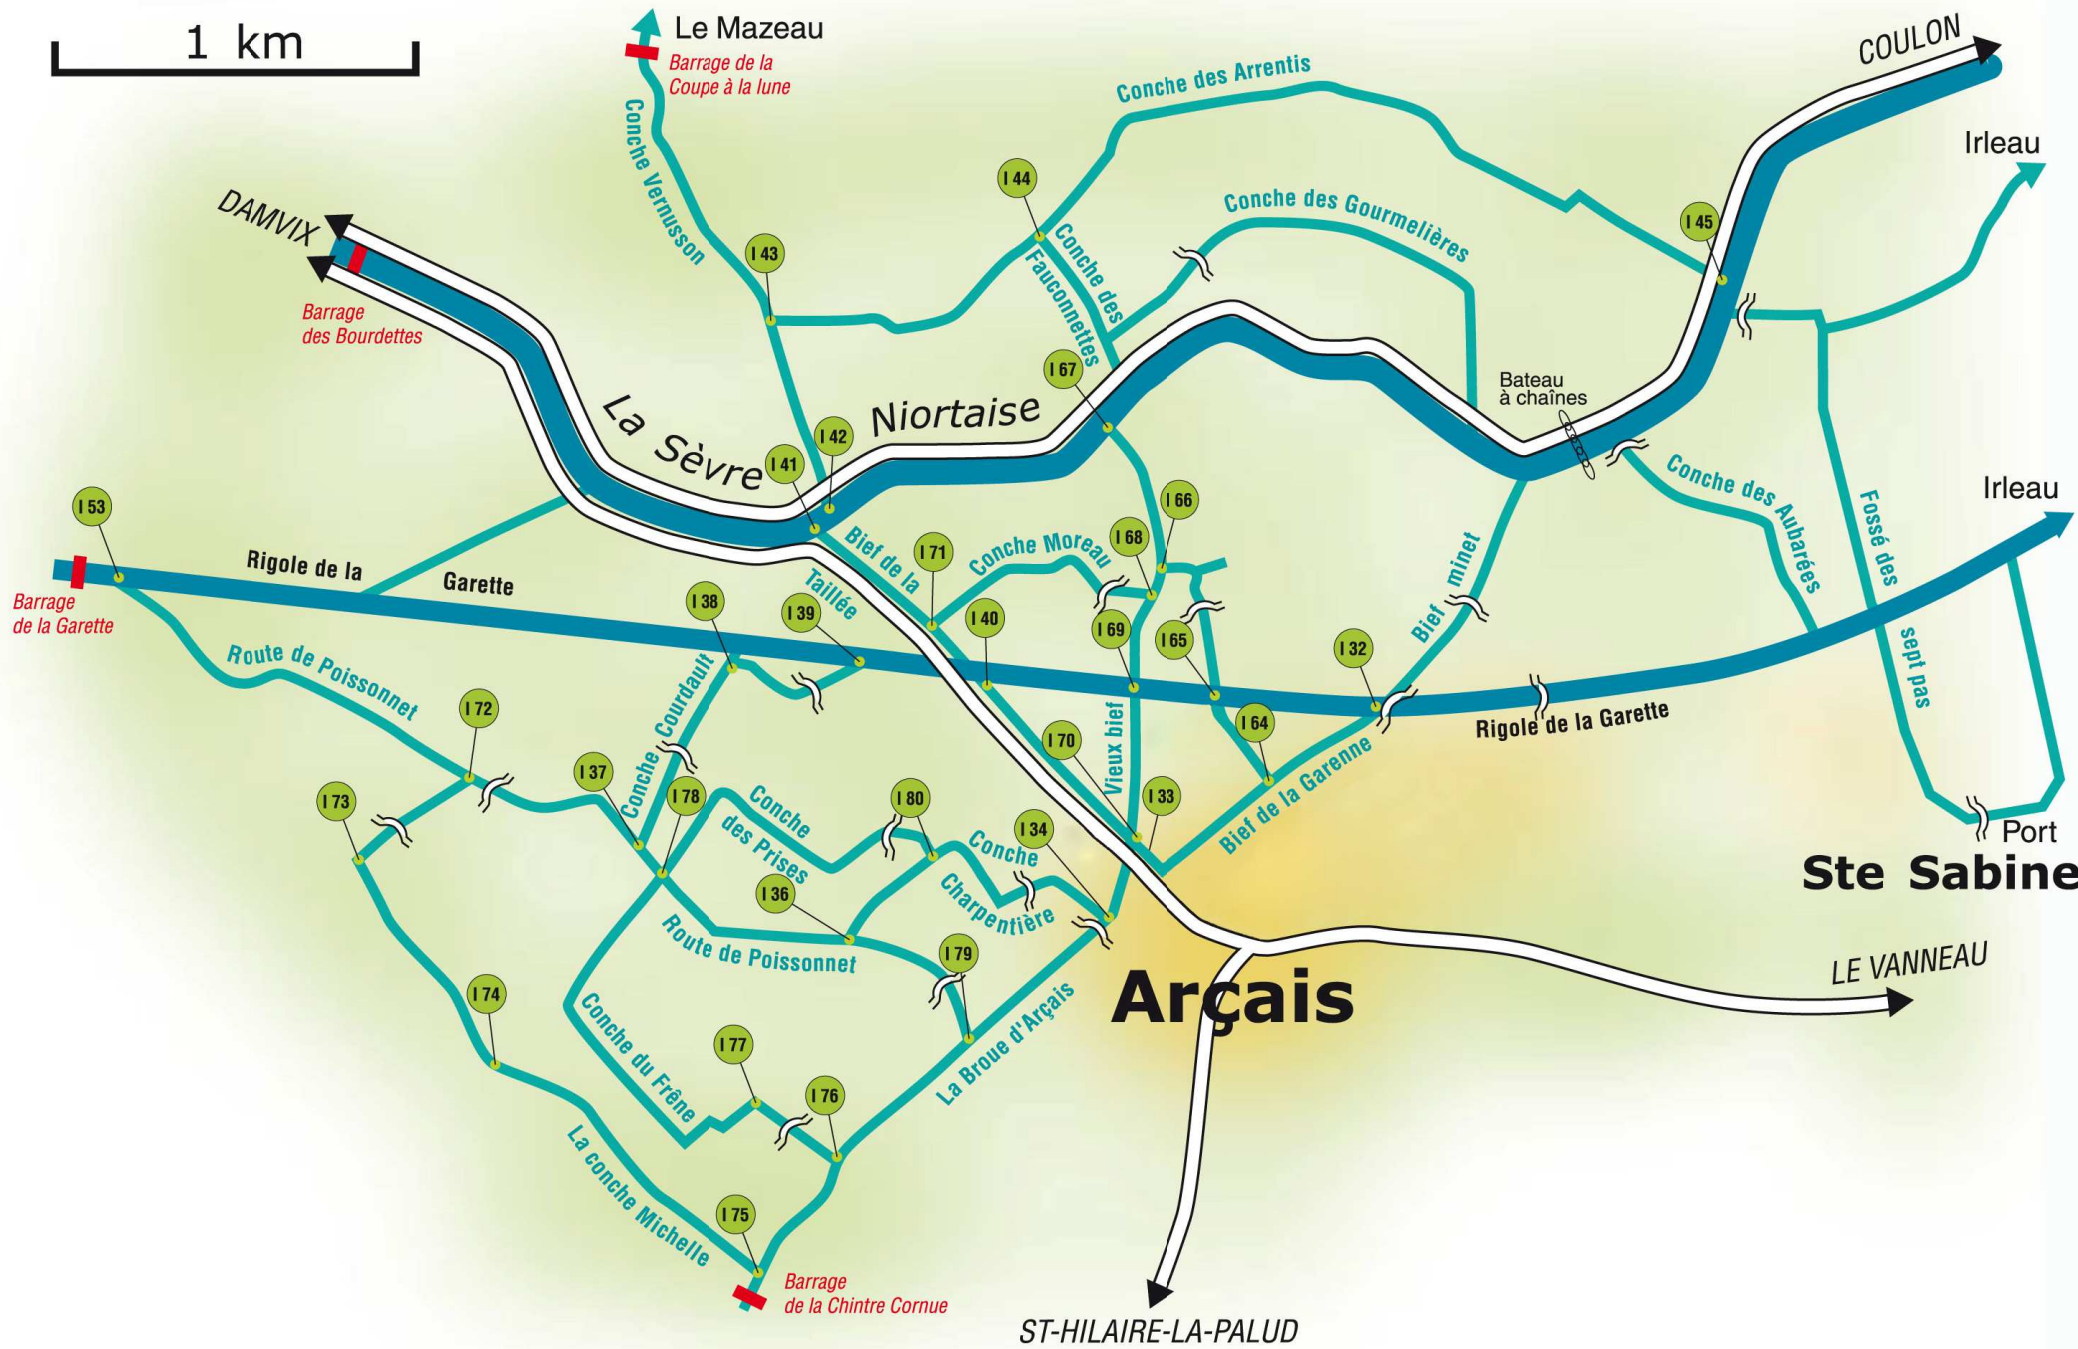 1 km
Le Mazeau
Barrage de la
Coupe à la lune
COULON
Conche des Arrentis
Irleau
Conche Vernusson
I 44
Conche des Gourmelières
I 45
DAMVIX
I 43
Conche des
Fauconnettes
Barrage
des Bourdettes
I 67
Bateau
à chaînes
La Sèvre
Niortaise
I 42
I 41
Conche des Aubarées
Irleau
I 53
I 66
Fossé des
sept pas
Rigole de la
Garette
Bief de la
Taillée
I 71
Conche Moreau
I 68
Bief minet
Barrage
de la Garette
I 38
I 39
I 40
I 69
I 65
I 32
Route de Poissonnet
Conche Courdault
I 72
I 70
Vieux bief
I 64
Rigole de la Garette
I 73
I 37
I 78
Conche
des Prises
I 80
Conche
Charpentière
I 34
I 33
Bief de la Garenne
Port
Ste Sabine
I 36
Route de Poissonnet
I 79
LE VANNEAU
Arçais
I 74
Conche du Frêne
La Broue d'Arçais
I 77
I 76
La conche Michelle
I 75
Barrage
de la Chintre Cornue
ST-HILAIRE-LA-PALUD